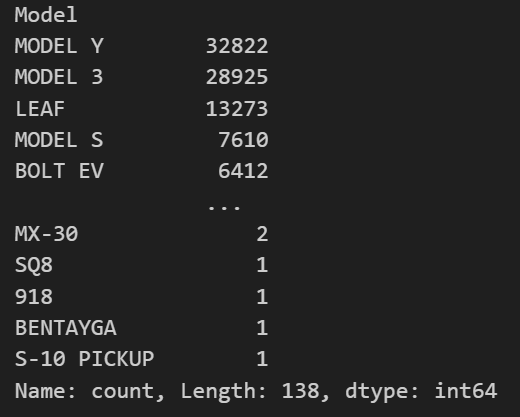 Model
MODEL Y 32822
MODEL 3 28925
LEAF 13273
MODEL S 7610
BOLT EV 6412
...
MX-30 2
SQ8 1
918 1
BENTAYGA 1
S-10 PICKUP 1
Name: count, Length: 138, dtype: int64